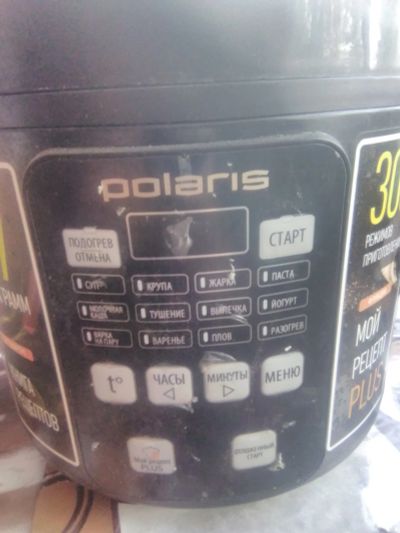 polaris
ПОДОГРЕВ
ОТМЕНА
СТАРТ
СУП
КРУПА
ЖАРКА
ПАСТА
МОЛОЧНАЯ
КАША
ТУШЕНИЕ
ВЫПЕЧКА
ЙОГУРТ
ВАРКА
НА ПАРУ
ВАРЕНЬЕ
ПЛОВ
РАЗОГРЕВ
t°
ЧАСЫ
МИНУТЫ
МЕНЮ
Мой рецепт
PLUS
ОТЛОЖЕННЫЙ
СТАРТ
30
РЕЖИМОВ
ПРИГОТОВЛЕНИЯ
МОЙ
РЕЦЕПТ
PLUS